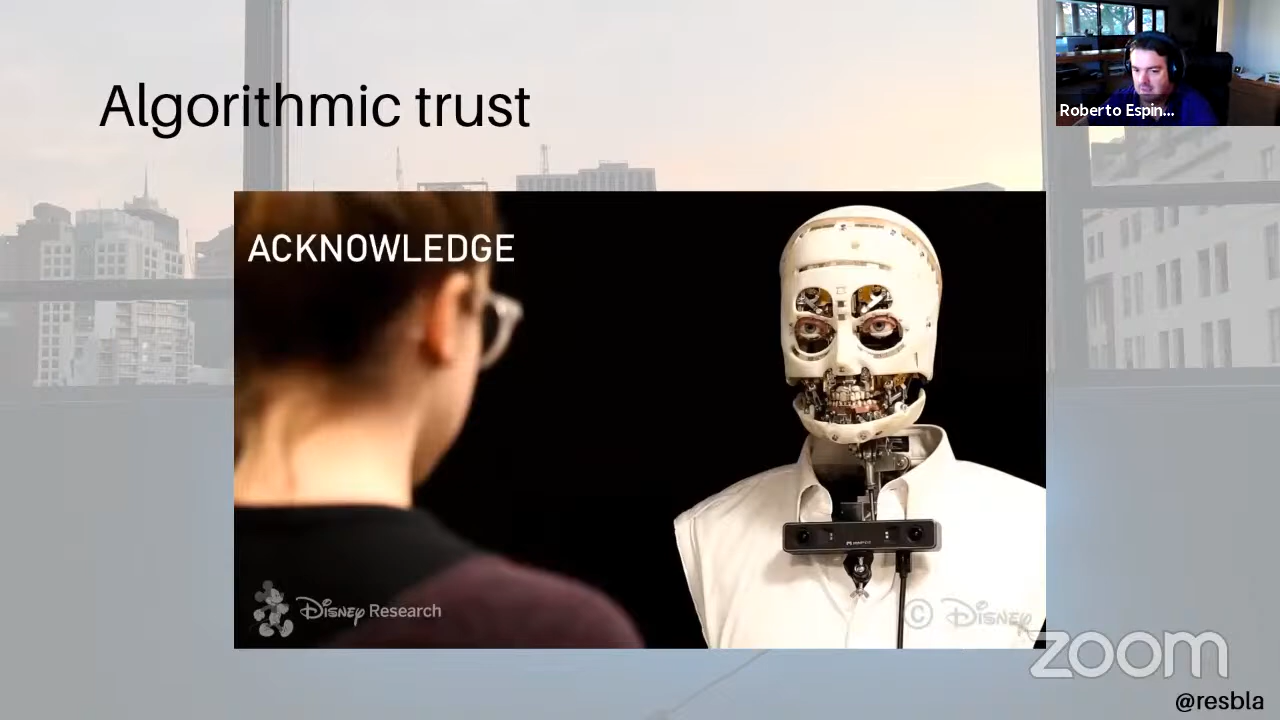 Algorithmic trust
Roberto Espin...
ACKNOWLEDGE
Disney Research
© Disney
zoom
@resbla